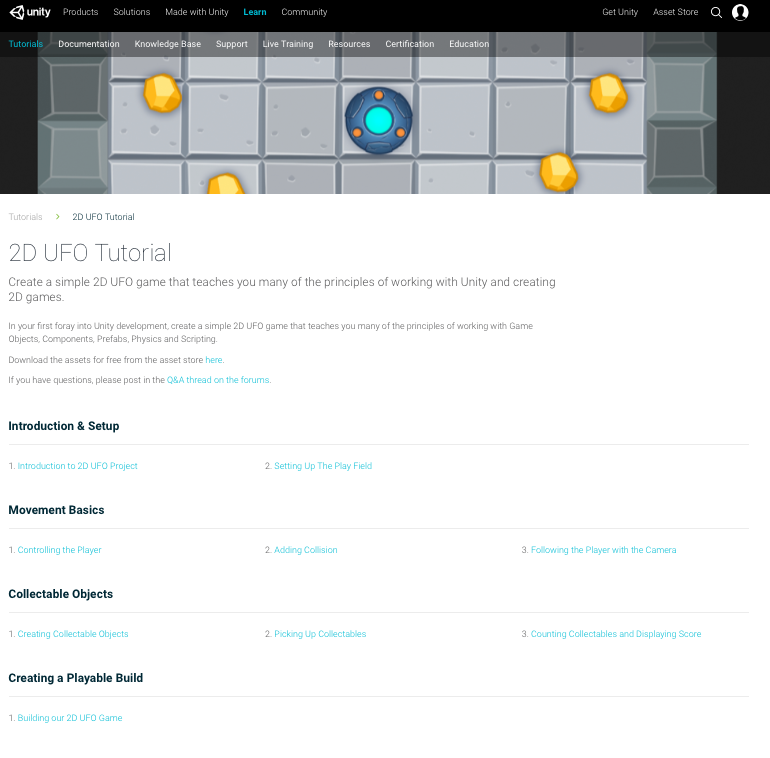 unity Products Solutions Made with Unity Learn Community Get Unity Asset Store
Tutorials Documentation Knowledge Base Support Live Training Resources Certification Education
Tutorials > 2D UFO Tutorial
2D UFO Tutorial
Create a simple 2D UFO game that teaches you many of the principles of working with Unity and creating
2D games.
In your first foray into Unity development, create a simple 2D UFO game that teaches you many of the principles of working with Game
Objects, Components, Prefabs, Physics and Scripting.
Download the assets for free from the asset store here.
If you have questions, please post in the Q&A thread on the forums.
Introduction & Setup
1. Introduction to 2D UFO Project 2. Setting Up The Play Field
Movement Basics
1. Controlling the Player 2. Adding Collision 3. Following the Player with the Camera
Collectable Objects
1. Creating Collectable Objects 2. Picking Up Collectables 3. Counting Collectables and Displaying Score
Creating a Playable Build
1. Building our 2D UFO Game